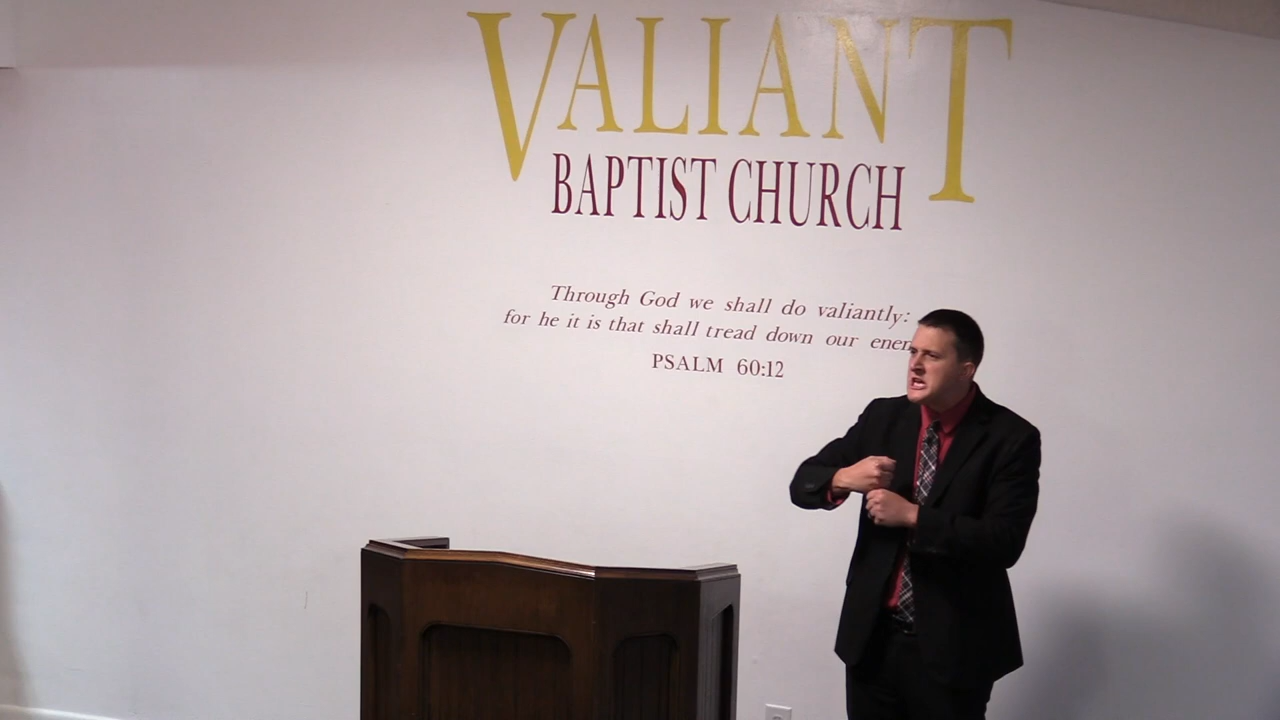 VALIANT
BAPTIST CHURCH
Through God we shall do valiantly:
for he it is that shall tread down our
PSALM 60:12